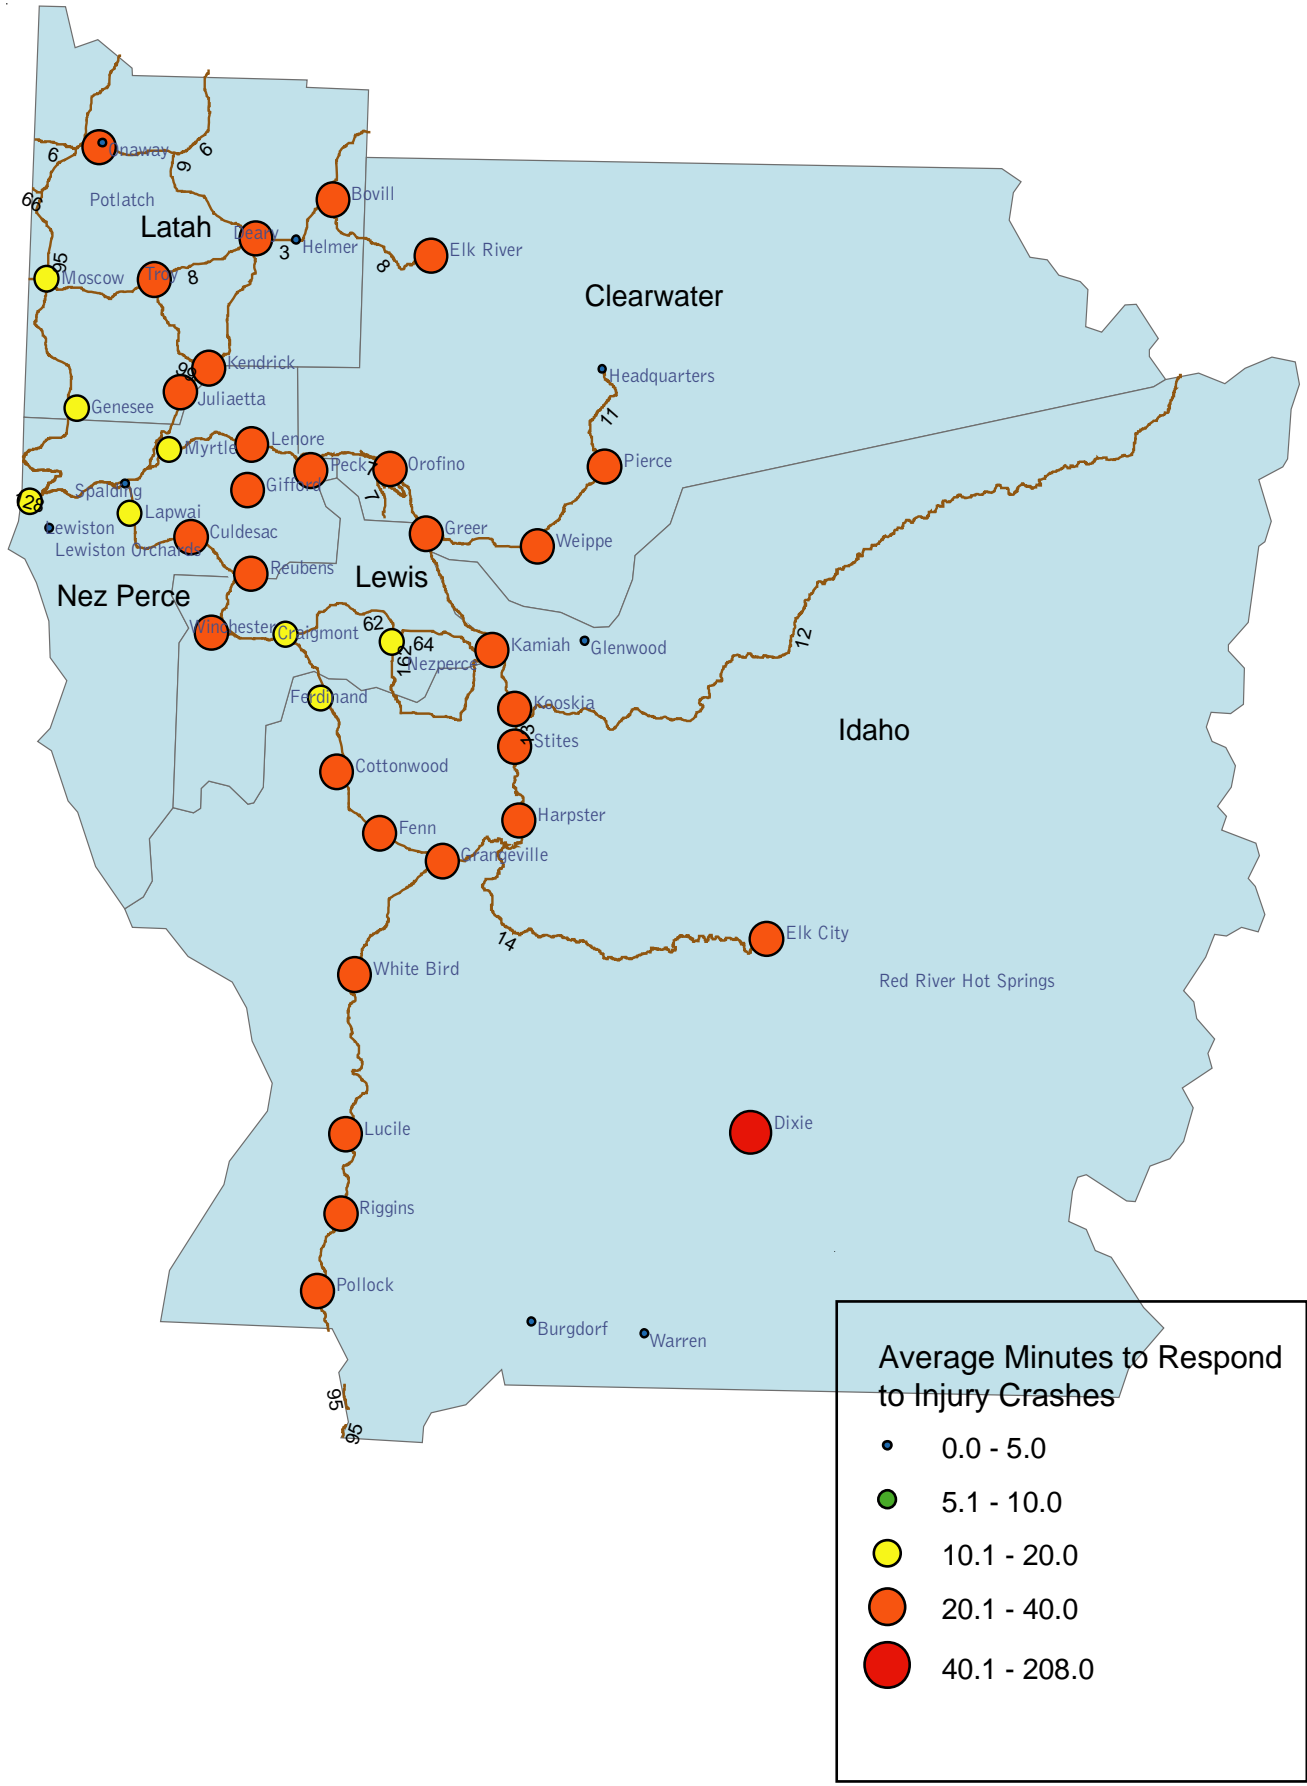 Onaway
6
6
9
66
Potlatch
Bovill
Latah
Deary
Helmer
3
Elk River
8
95
Moscow
Troy
8
Clearwater
Kendrick
99
Headquarters
Juliaetta
Genesee
11
Lenore
Myrtle
Peck
7
Orofino
Pierce
Gifford
Spalding
7
128
Lapwai
Lewiston
Culdesac
Greer
Weippe
Lewiston Orchards
Reubens
Lewis
Nez Perce
Winchester
Craigmont
62
64
162
Nezperce
Kamiah
Glenwood
12
Ferdinand
Kooskia
Idaho
13
Stites
Cottonwood
Harpster
Fenn
Grangeville
14
Elk City
White Bird
Red River Hot Springs
Lucile
Dixie
Riggins
Pollock
Burgdorf
Warren
95
95
Average Minutes to Respond
to Injury Crashes
0.0 - 5.0
5.1 - 10.0
10.1 - 20.0
20.1 - 40.0
40.1 - 208.0